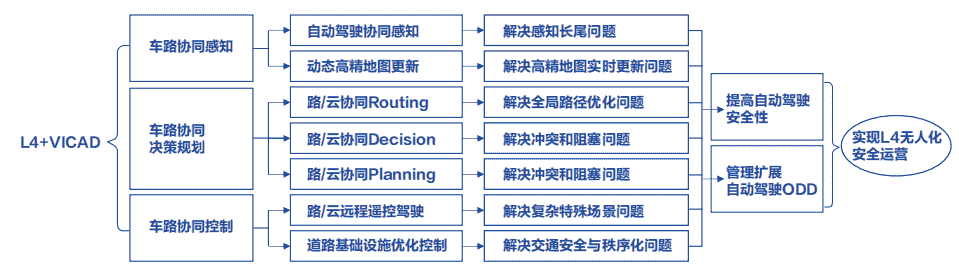 L4+VICAD
车路协同感知
自动驾驶协同感知
解决感知长尾问题
动态高精地图更新
解决高精地图实时更新问题
车路协同
决策规划
路/云协同Routing
解决全局路径优化问题
路/云协同Decision
解决冲突和阻塞问题
路/云协同Planning
解决冲突和阻塞问题
车路协同控制
路/云远程遥控驾驶
解决复杂特殊场景问题
道路基础设施优化控制
解决交通安全与秩序化问题
提高自动驾驶
安全性
管理扩展
自动驾驶ODD
实现L4无人化
安全运营